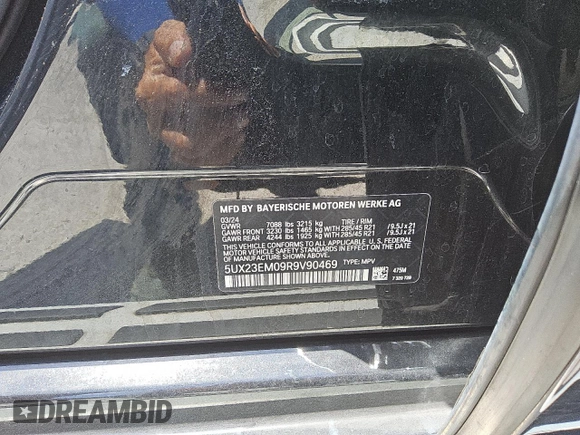 MFD BY BAYERISCHE MOTOREN WERKE AG
03/24
GVWR 7088 lbs 3215 kg TIRE / RIM
GAWR FRONT 3230 lbs 1465 kg 285/45 R21 /9.5J x 21
GAWR REAR 4244 lbs 1925 kg 285/45 R21 /9.5J x 21
THIS VEHICLE CONFORMS TO ALL APPLICABLE U. S. FEDERAL
MOTOR VEHICLE SAFETY STANDARDS IN EFFECT ON THE
DATE OF MANUFACTURE SHOWN ABOVE.
5UX23EM09R9V90469 TYPE: MPV
475M
DREAMBID